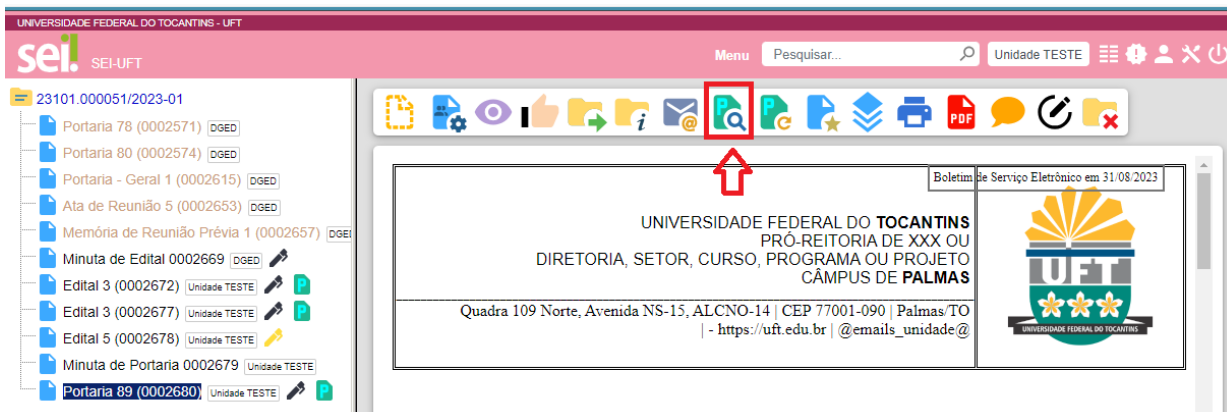 UNIVERSIDADE FEDERAL DO TOCANTINS - UFT
sei! SEI-UFT
Menu Pesquisar... Unidade TESTE
23101.000051/2023-01
Portaria 78 (0002571) DGED
Portaria 80 (0002574) DGED
Portaria - Geral 1 (0002615) DGED
Ata de Reunião 5 (0002653) DGED
Memória de Reunião Prévia 1 (0002657) DGE
Minuta de Edital 0002669 DGED
Edital 3 (0002672) Unidade TESTE P
Edital 3 (0002677) Unidade TESTE P
Edital 5 (0002678) Unidade TESTE
Minuta de Portaria 0002679 Unidade TESTE
Portaria 89 (0002680) Unidade TESTE P
i @ P P PDF
Boletim de Serviço Eletrônico em 31/08/2023
UNIVERSIDADE FEDERAL DO TOCANTINS
PRÓ-REITORIA DE XXX OU
DIRETORIA, SETOR, CURSO, PROGRAMA OU PROJETO
CÂMPUS DE PALMAS
Quadra 109 Norte, Avenida NS-15, ALCNO-14 | CEP 77001-090 | Palmas/TO
| - https://uft.edu.br | @emails_unidade@
UFT
UNIVERSIDADE FEDERAL DO TOCANTINS